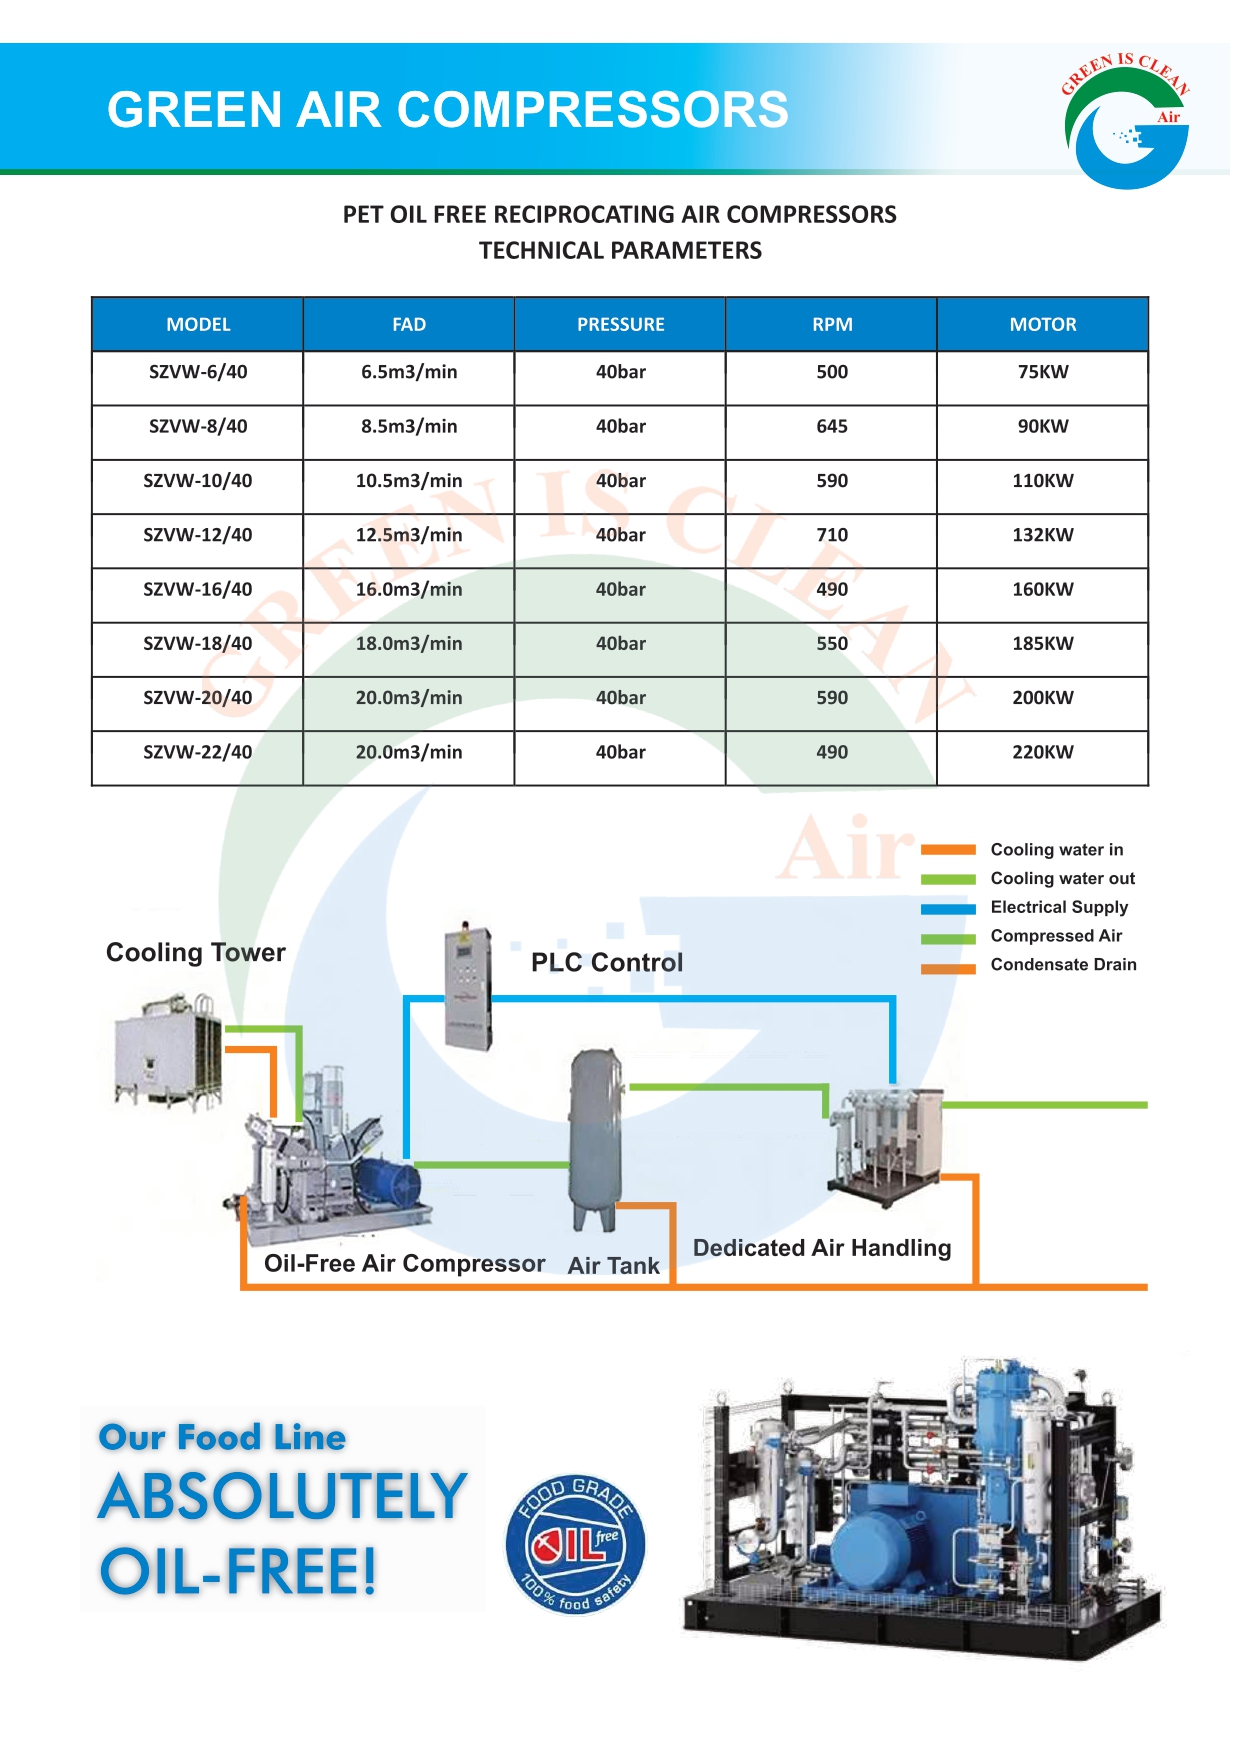 GREEN AIR COMPRESSORS
GREEN IS CLEAN
Air
PET OIL FREE RECIPROCATING AIR COMPRESSORS
TECHNICAL PARAMETERS
MODEL FAD PRESSURE RPM MOTOR
SZVW-6/40 6.5m3/min 40bar 500 75KW
SZVW-8/40 8.5m3/min 40bar 645 90KW
SZVW-10/40 10.5m3/min 40bar 590 110KW
SZVW-12/40 12.5m3/min 40bar 710 132KW
SZVW-16/40 16.0m3/min 40bar 490 160KW
SZVW-18/40 18.0m3/min 40bar 550 185KW
SZVW-20/40 20.0m3/min 40bar 590 200KW
SZVW-22/40 20.0m3/min 40bar 490 220KW
GREEN IS CLEAN
Air
Cooling water in
Cooling water out
Electrical Supply
Compressed Air
Condensate Drain
Cooling Tower
PLC Control
Oil-Free Air Compressor
Air Tank
Dedicated Air Handling
Our Food Line
ABSOLUTELY
OIL-FREE!
FOOD GRADE
OIL free
100% food safety